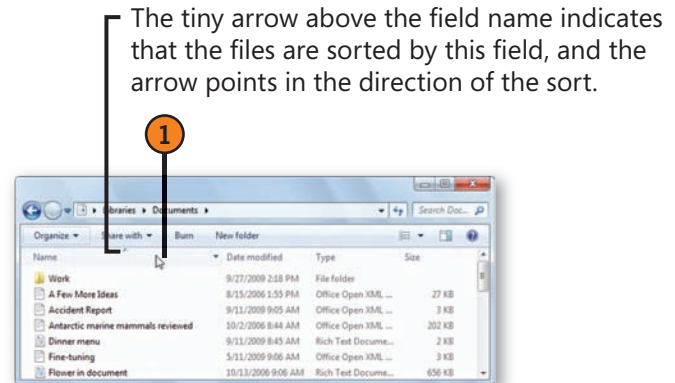 The tiny arrow above the field name indicates
that the files are sorted by this field, and the
arrow points in the direction of the sort.
1
Libraries Documents Search Doc...
Organize Share with Burn New folder
Name Date modified Type Size
Work 9/27/2009 2:18 PM File folder
A Few More Ideas 8/15/2006 1:55 PM Office Open XML ... 27 KB
Accident Report 9/11/2009 9:05 AM Office Open XML ... 3 KB
Antarctic marine mammals reviewed 10/2/2006 8:44 AM Office Open XML ... 202 KB
Dinner menu 9/11/2009 8:45 AM Rich Text Docume... 2 KB
Fine-tuning 5/11/2009 9:06 AM Office Open XML ... 3 KB
Flower in document 10/13/2006 9:06 AM Rich Text Docume... 656 KB